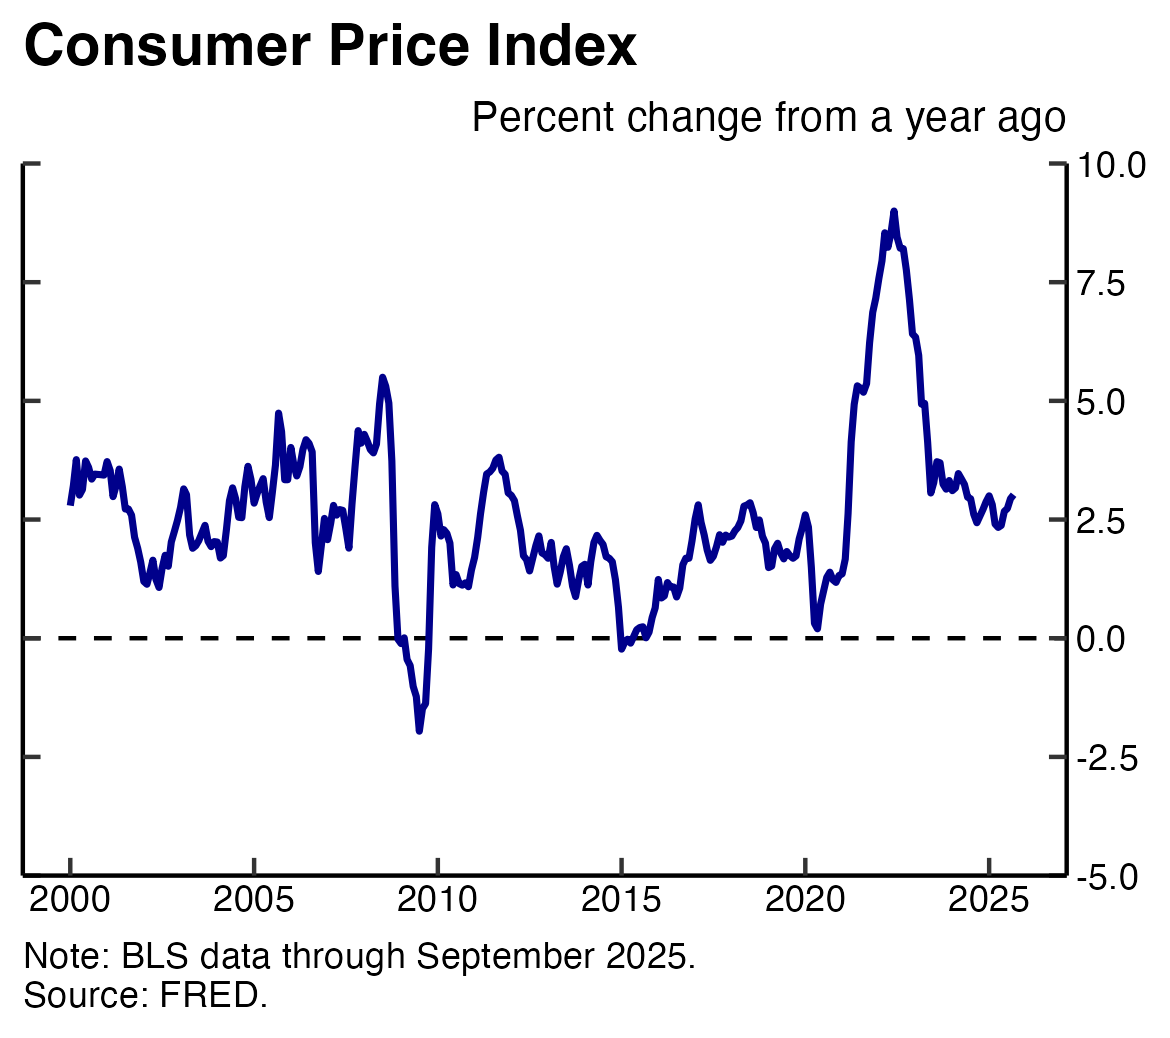 Consumer Price Index
Percent change from a year ago
10.0
7.5
5.0
2.5
0.0
-2.5
-5.0
2000 2005 2010 2015 2020 2025
Note: BLS data through September 2025.
Source: FRED.